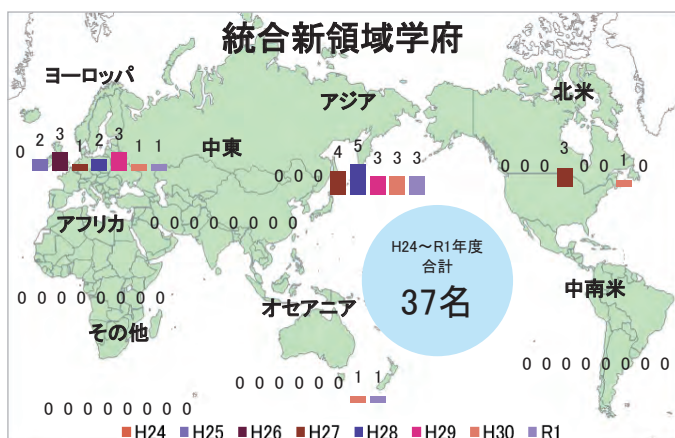 統合新領域学府
ヨーロッパ
0 2 3 1 2 3 1 1
アジア
0 0 0 4 5 3 3 3
北米
0 0 0 3 0 0 1 0
中東
0 0 0 0 0 0 0 0
アフリカ
0 0 0 0 0 0 0 0
H24～R1年度
合計
37名
オセアニア
0 0 0 0 0 0 1 1
中南米
0 0 0 0 0 0 0 0
その他
0 0 0 0 0 0 0 0
H24 H25 H26 H27 H28 H29 H30 R1